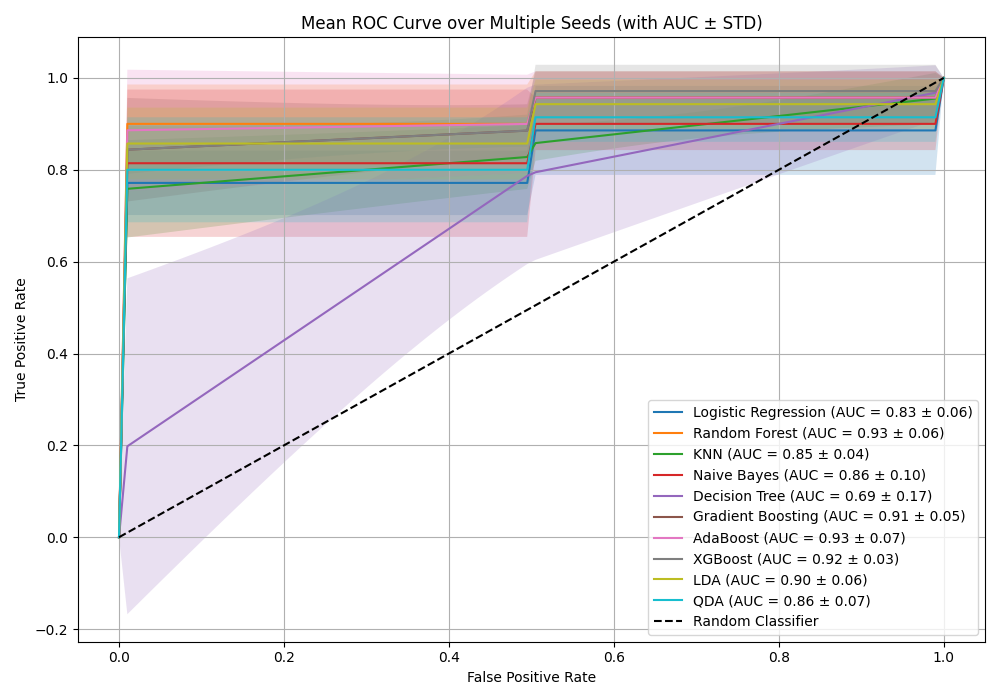 Mean ROC Curve over Multiple Seeds (with AUC ± STD)
True Positive Rate
1.0
0.8
0.6
0.4
0.2
0.0
−0.2
Logistic Regression (AUC = 0.83 ± 0.06)
Random Forest (AUC = 0.93 ± 0.06)
KNN (AUC = 0.85 ± 0.04)
Naive Bayes (AUC = 0.86 ± 0.10)
Decision Tree (AUC = 0.69 ± 0.17)
Gradient Boosting (AUC = 0.91 ± 0.05)
AdaBoost (AUC = 0.93 ± 0.07)
XGBoost (AUC = 0.92 ± 0.03)
LDA (AUC = 0.90 ± 0.06)
QDA (AUC = 0.86 ± 0.07)
Random Classifier
0.0 0.2 0.4 0.6 0.8 1.0
False Positive Rate